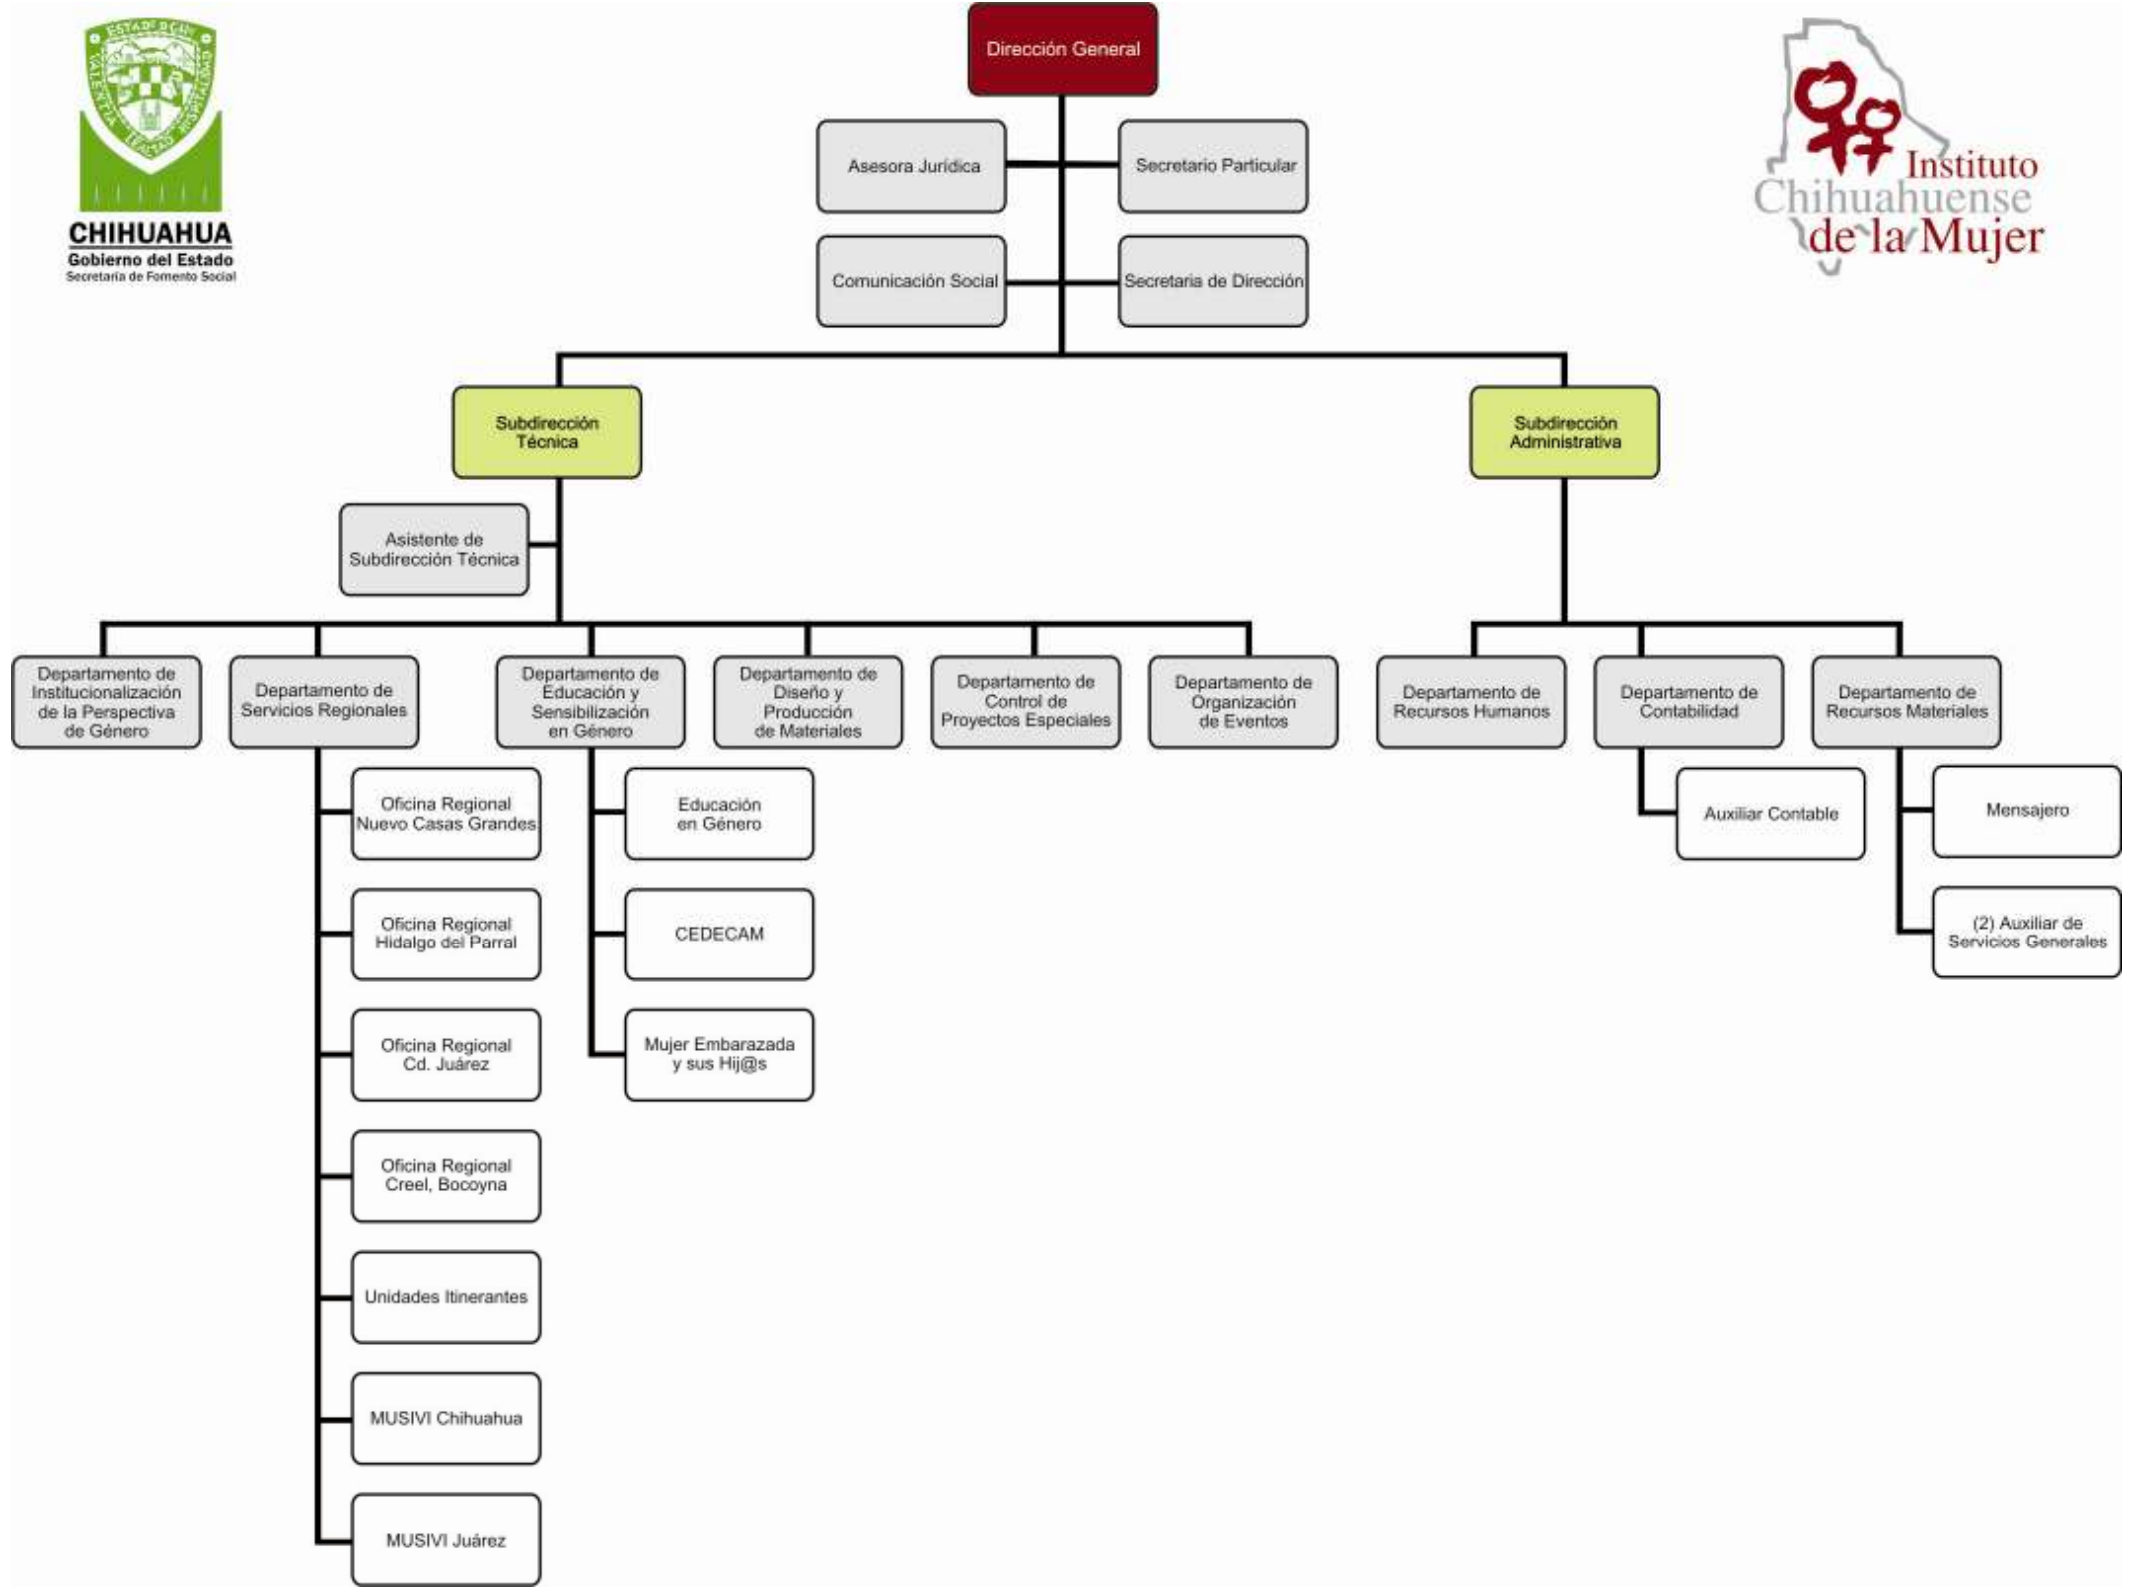 ESTADO DE CHIH
VALENTIA
LEALTAD
HOSPITALIDAD
CHIHUAHUA
Gobierno del Estado
Secretaría de Fomento Social
Dirección General
Instituto
Chihuahuense
de la Mujer
Asesora Jurídica
Secretario Particular
Comunicación Social
Secretaria de Dirección
Subdirección
Técnica
Subdirección
Administrativa
Asistente de
Subdirección Técnica
Departamento de
Institucionalización
de la Perspectiva
de Género
Departamento de
Servicios Regionales
Departamento de
Educación y
Sensibilización
en Género
Departamento de
Diseño y
Producción
de Materiales
Departamento de
Control de
Proyectos Especiales
Departamento de
Organización
de Eventos
Departamento de
Recursos Humanos
Departamento de
Contabilidad
Departamento de
Recursos Materiales
Oficina Regional
Nuevo Casas Grandes
Oficina Regional
Hidalgo del Parral
Oficina Regional
Cd. Juárez
Oficina Regional
Creel, Bocoyna
Unidades Itinerantes
MUSIVI Chihuahua
MUSIVI Juárez
Educación
en Género
CEDECAM
Mujer Embarazada
y sus Hij@s
Auxiliar Contable
Mensajero
(2) Auxiliar de
Servicios Generales